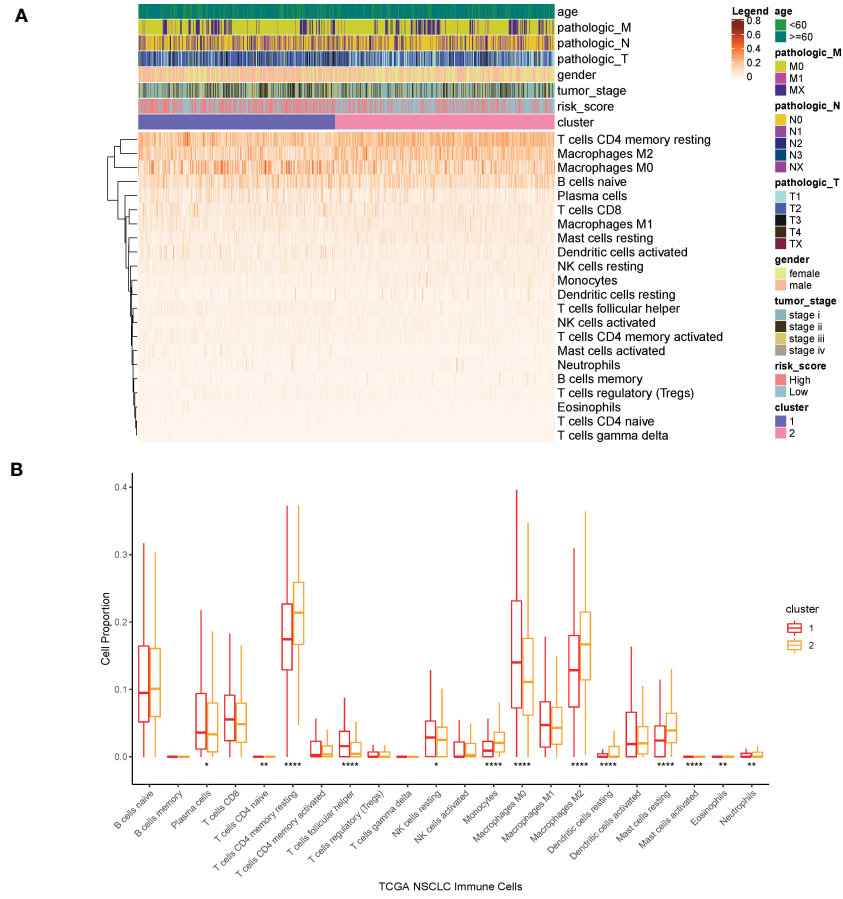 A
age
pathologic_M
pathologic_N
pathologic_T
gender
tumor_stage
risk_score
cluster
T cells CD4 memory resting
Macrophages M2
Macrophages M0
B cells naive
Plasma cells
T cells CD8
Macrophages M1
Mast cells resting
Dendritic cells activated
NK cells resting
Monocytes
Dendritic cells resting
T cells follicular helper
NK cells activated
T cells CD4 memory activated
Mast cells activated
Neutrophils
B cells memory
T cells regulatory (Tregs)
Eosinophils
T cells CD4 naive
T cells gamma delta
Legend
0.8
0.6
0.4
0.2
0
age
<60
>=60
pathologic_M
M0
M1
MX
pathologic_N
N0
N1
N2
N3
NX
pathologic_T
T1
T2
T3
T4
TX
gender
female
male
tumor_stage
stage i
stage ii
stage iii
stage iv
risk_score
High
Low
cluster
1
2
B
Cell Proportion
0.4
0.3
0.2
0.1
0.0
* ** **** **** * **** **** **** **** **** **** ** **
B cells naive
B cells memory
Plasma cells
T cells CD8
T cells CD4 naive
T cells CD4 memory resting
T cells CD4 memory activated
T cells follicular helper
T cells regulatory (Tregs)
T cells gamma delta
NK cells resting
NK cells activated
Monocytes
Macrophages M0
Macrophages M1
Macrophages M2
Dendritic cells resting
Dendritic cells activated
Mast cells resting
Mast cells activated
Eosinophils
Neutrophils
TCGA NSCLC Immune Cells
cluster
1
2